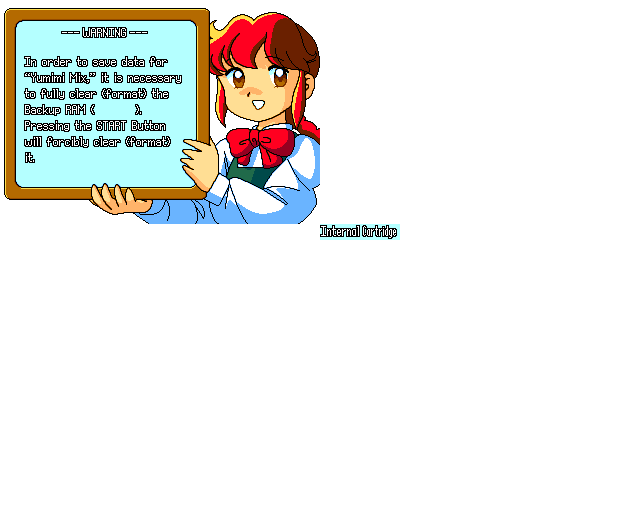 --- WARNING ---
In order to save data for
"Yumimi Mix," it is necessary
to fully clear (format) the
Backup RAM (        ).
Pressing the START Button
will forcibly clear (format)
it.
Internal Cartridge